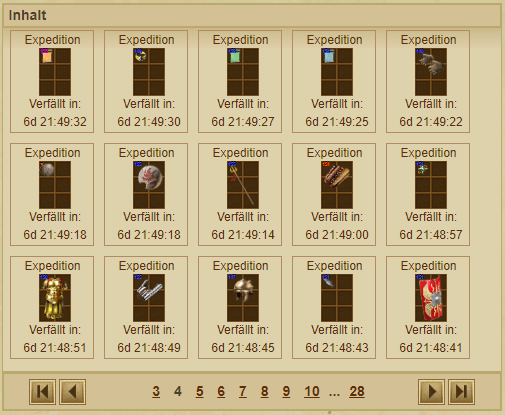 Inhalt
Expedition Expedition Expedition Expedition Expedition
Verfällt in: Verfällt in: Verfällt in: Verfällt in: Verfällt in:
6d 21:49:32 6d 21:49:30 6d 21:49:27 6d 21:49:25 6d 21:49:22
Expedition Expedition Expedition Expedition Expedition
Verfällt in: Verfällt in: Verfällt in: Verfällt in: Verfällt in:
6d 21:49:18 6d 21:49:18 6d 21:49:14 6d 21:49:00 6d 21:48:57
Expedition Expedition Expedition Expedition Expedition
Verfällt in: Verfällt in: Verfällt in: Verfällt in: Verfällt in:
6d 21:48:51 6d 21:48:49 6d 21:48:45 6d 21:48:43 6d 21:48:41
3 4 5 6 7 8 9 10 ... 28